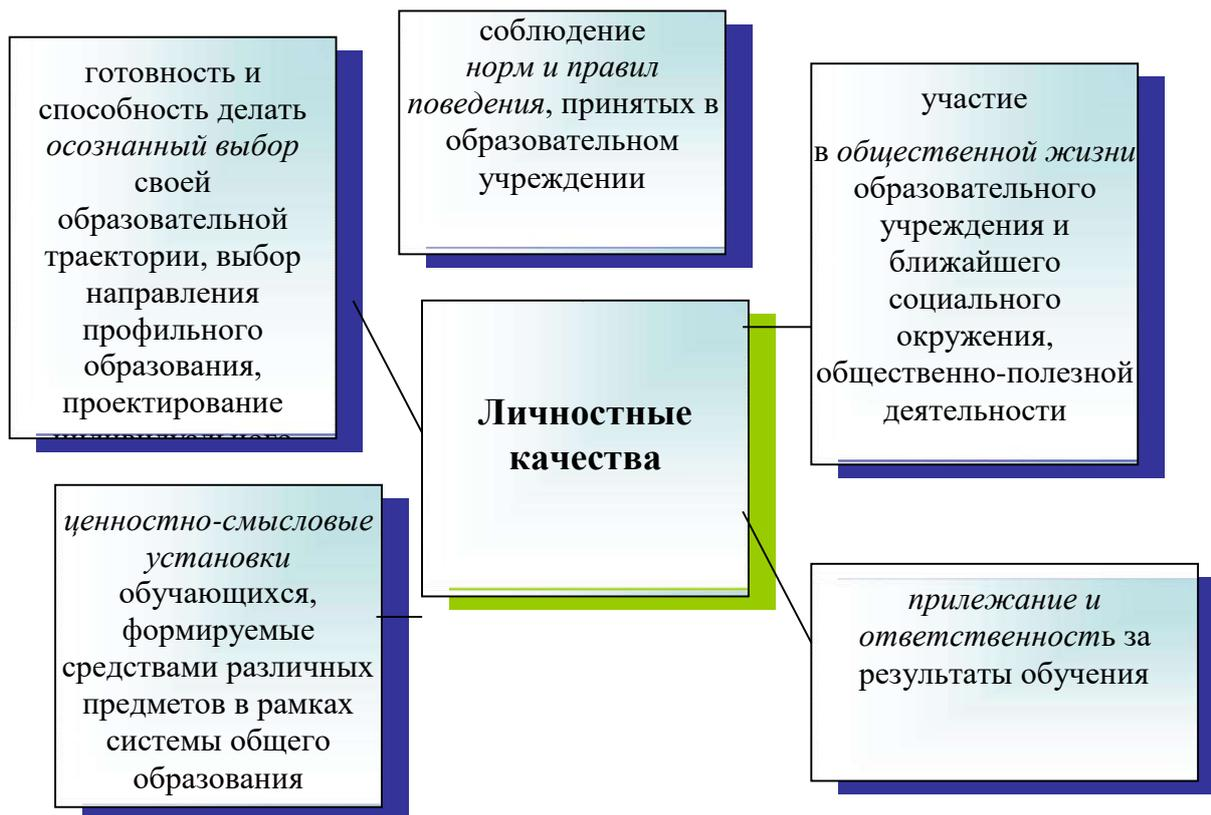 готовность и
способность делать
осознанный выбор
своей
образовательной
траектории, выбор
направления
профильного
образования,
проектирование
соблюдение
норм и правил
поведения, принятых в
образовательном
учреждении
участие
в общественной жизни
образовательного
учреждения и
ближайшего
социального
окружения,
общественно-полезной
деятельности
Личностные
качества
ценностно-смысловые
установки
обучающихся,
формируемые
средствами различных
предметов в рамках
системы общего
образования
прилежание и
ответственность за
результаты обучения